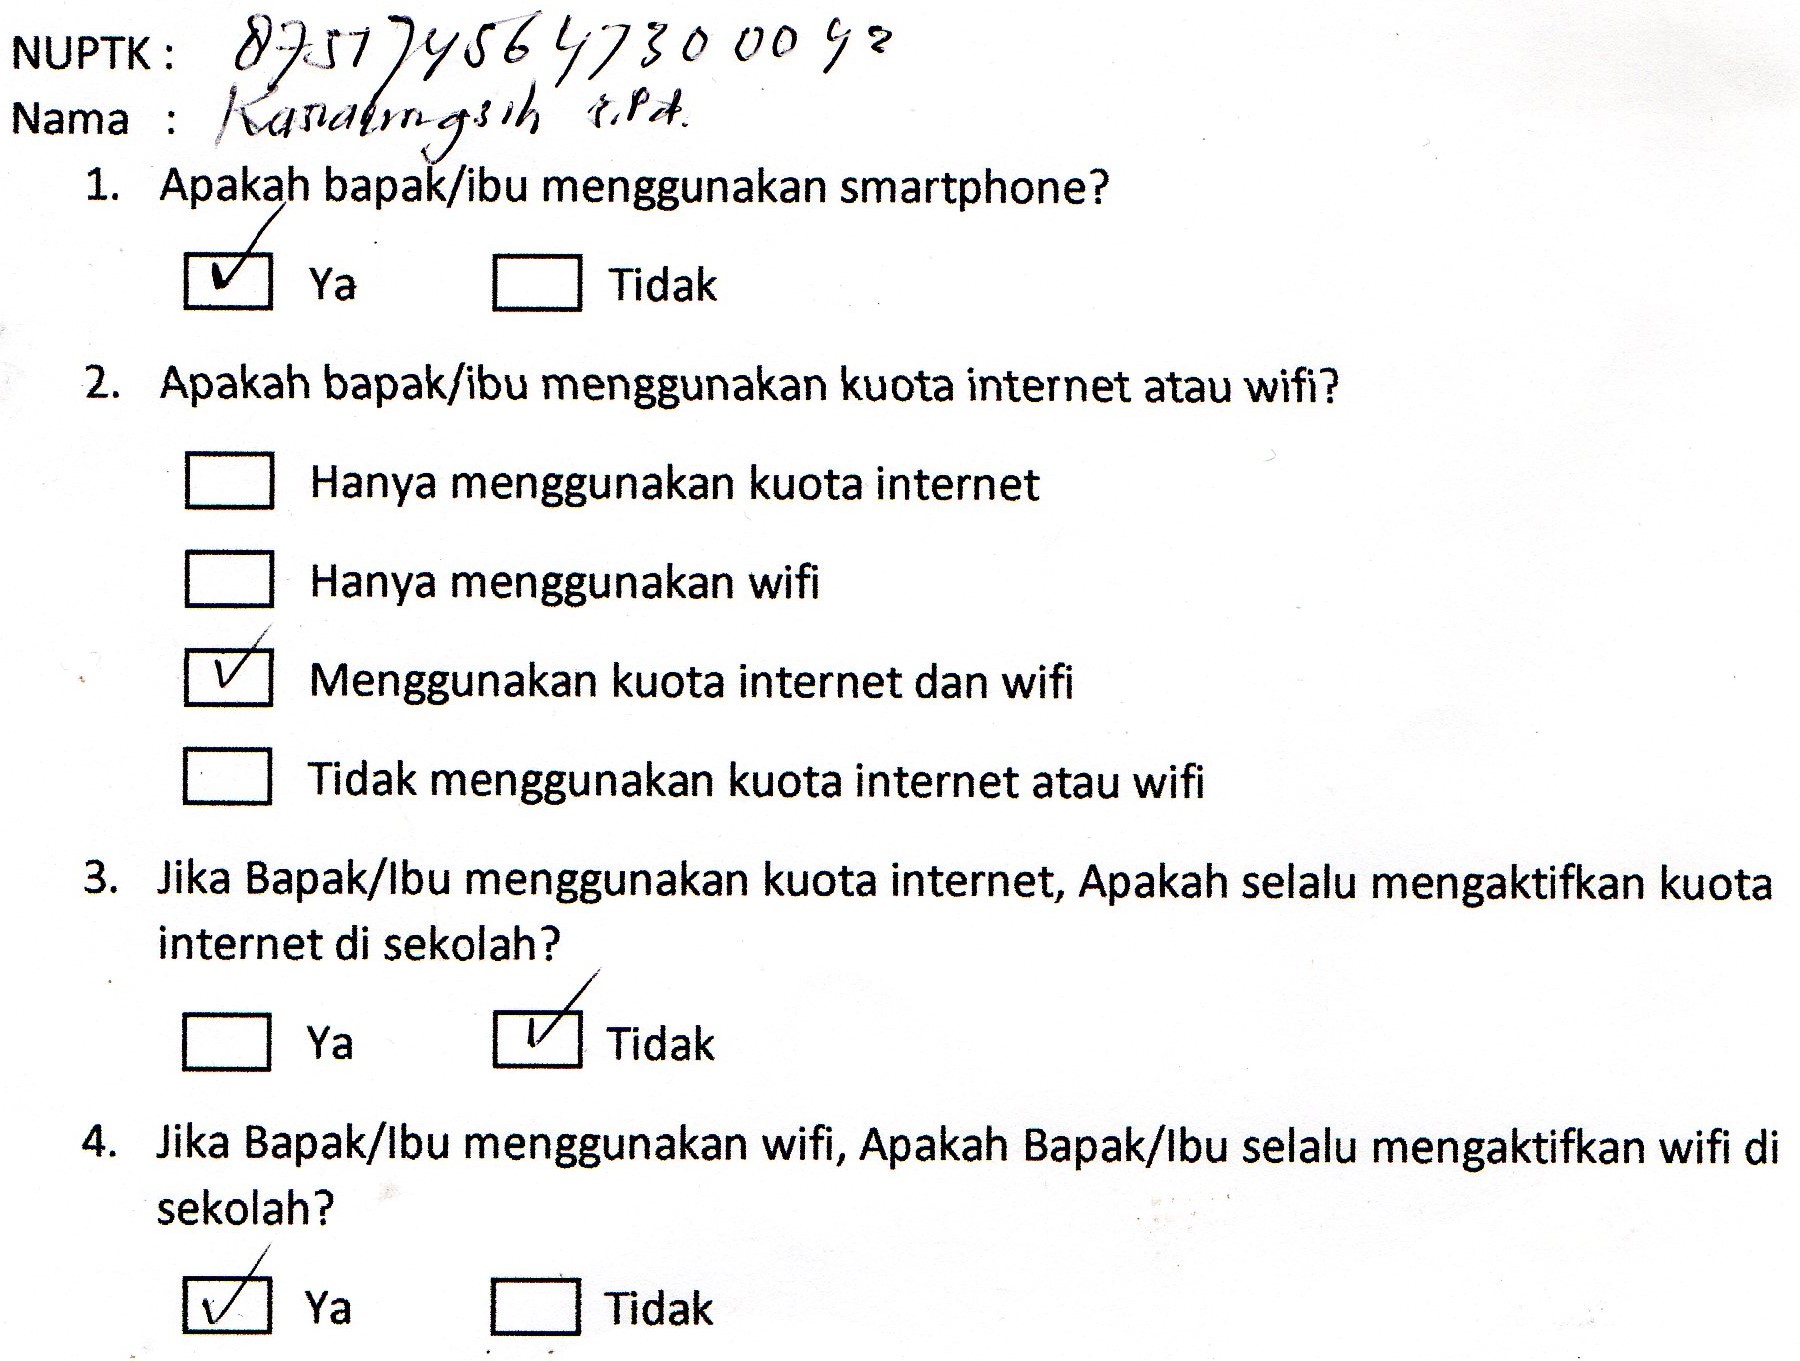 NUPTK : 8751745647300042
Nama : S.Pd.
1. Apakah bapak/ibu menggunakan smartphone?
Ya Tidak
2. Apakah bapak/ibu menggunakan kuota internet atau wifi?
Hanya menggunakan kuota internet
Hanya menggunakan wifi
Menggunakan kuota internet dan wifi
Tidak menggunakan kuota internet atau wifi
3. Jika Bapak/Ibu menggunakan kuota internet, Apakah selalu mengaktifkan kuota
internet di sekolah?
Ya Tidak
4. Jika Bapak/Ibu menggunakan wifi, Apakah Bapak/Ibu selalu mengaktifkan wifi di
sekolah?
Ya Tidak